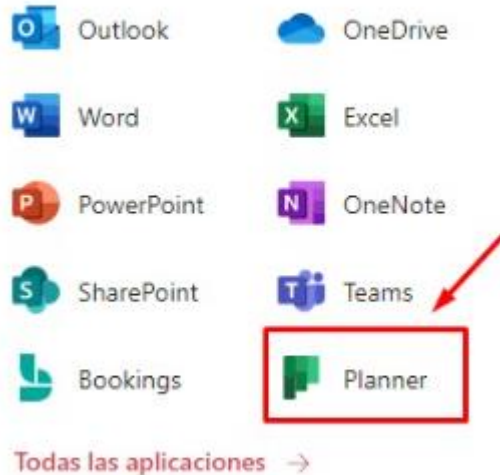 Outlook OneDrive
Word Excel
PowerPoint OneNote
SharePoint Teams
Bookings Planner
Todas las aplicaciones →